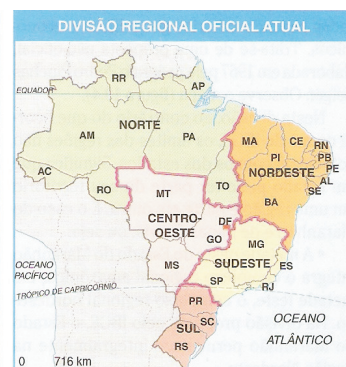 DIVISÃO REGIONAL OFICIAL ATUAL
RR
AP
EQUADOR
NORTE
AM
PA
MA
CE
RN
PB
PI
NORDESTE
PE
AL
SE
AC
RO
TO
MT
BA
CENTRO-
OESTE
DF
GO
MG
MS
SUDESTE
ES
SP
RJ
OCEANO
PACÍFICO
TRÓPICO DE CAPRICÓRNIO
PR
SC
SUL
RS
OCEANO
ATLÂNTICO
0 716 km